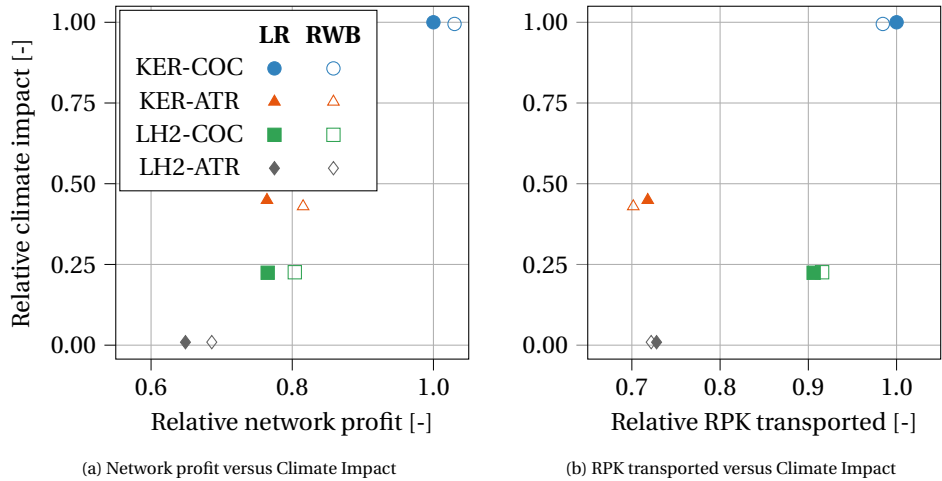 Relative climate impact [-]
1.00
0.75
0.50
0.25
0.00
LR RWB
KER-COC
KER-ATR
LH2-COC
LH2-ATR
0.6 0.8 1.0
Relative network profit [-]
(a) Network profit versus Climate Impact
1.00
0.75
0.50
0.25
0.00
0.7 0.8 0.9 1.0
Relative RPK transported [-]
(b) RPK transported versus Climate Impact